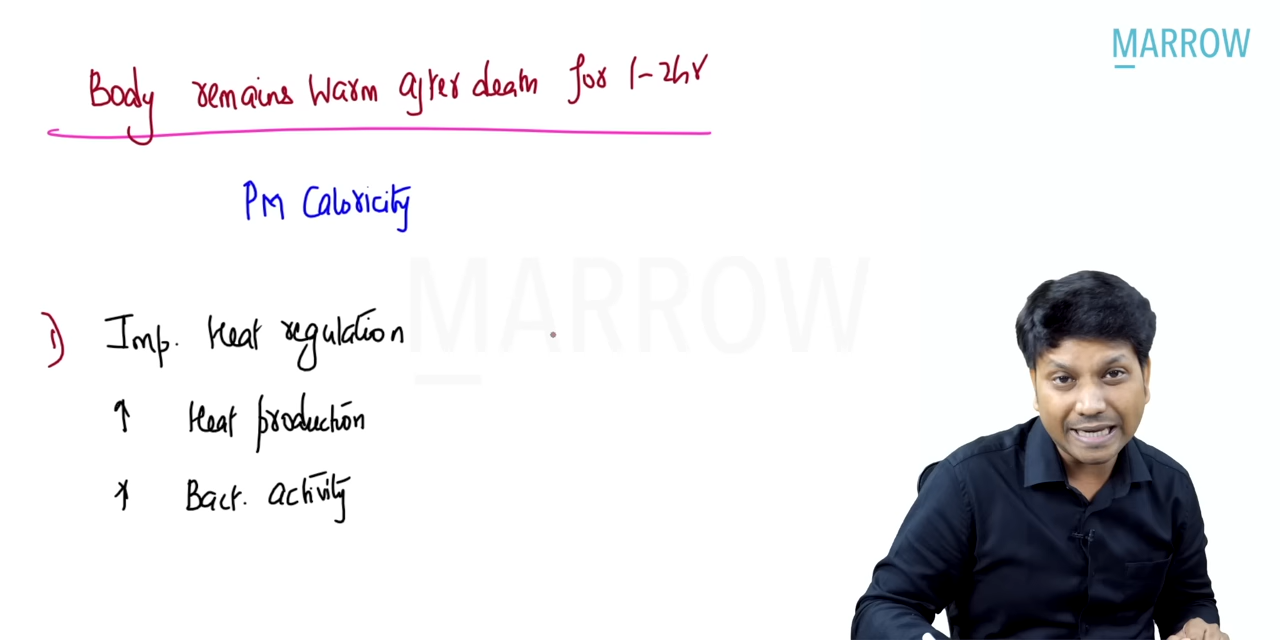 MARROW
Body remains warm after death for 1-2hr
PM Caloricity
MARROW
1) Imp. Heat regulation
↑ Heat production
↑ Bact. activity